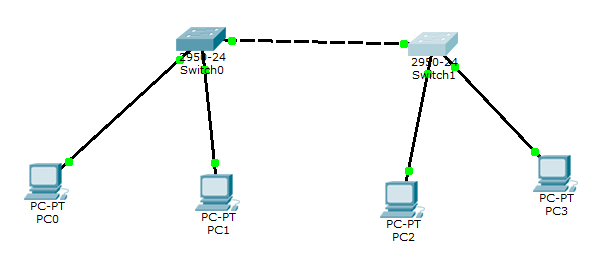 2950-24
Switch0
2950-24
Switch1
PC-PT
PC0
PC-PT
PC1
PC-PT
PC2
PC-PT
PC3